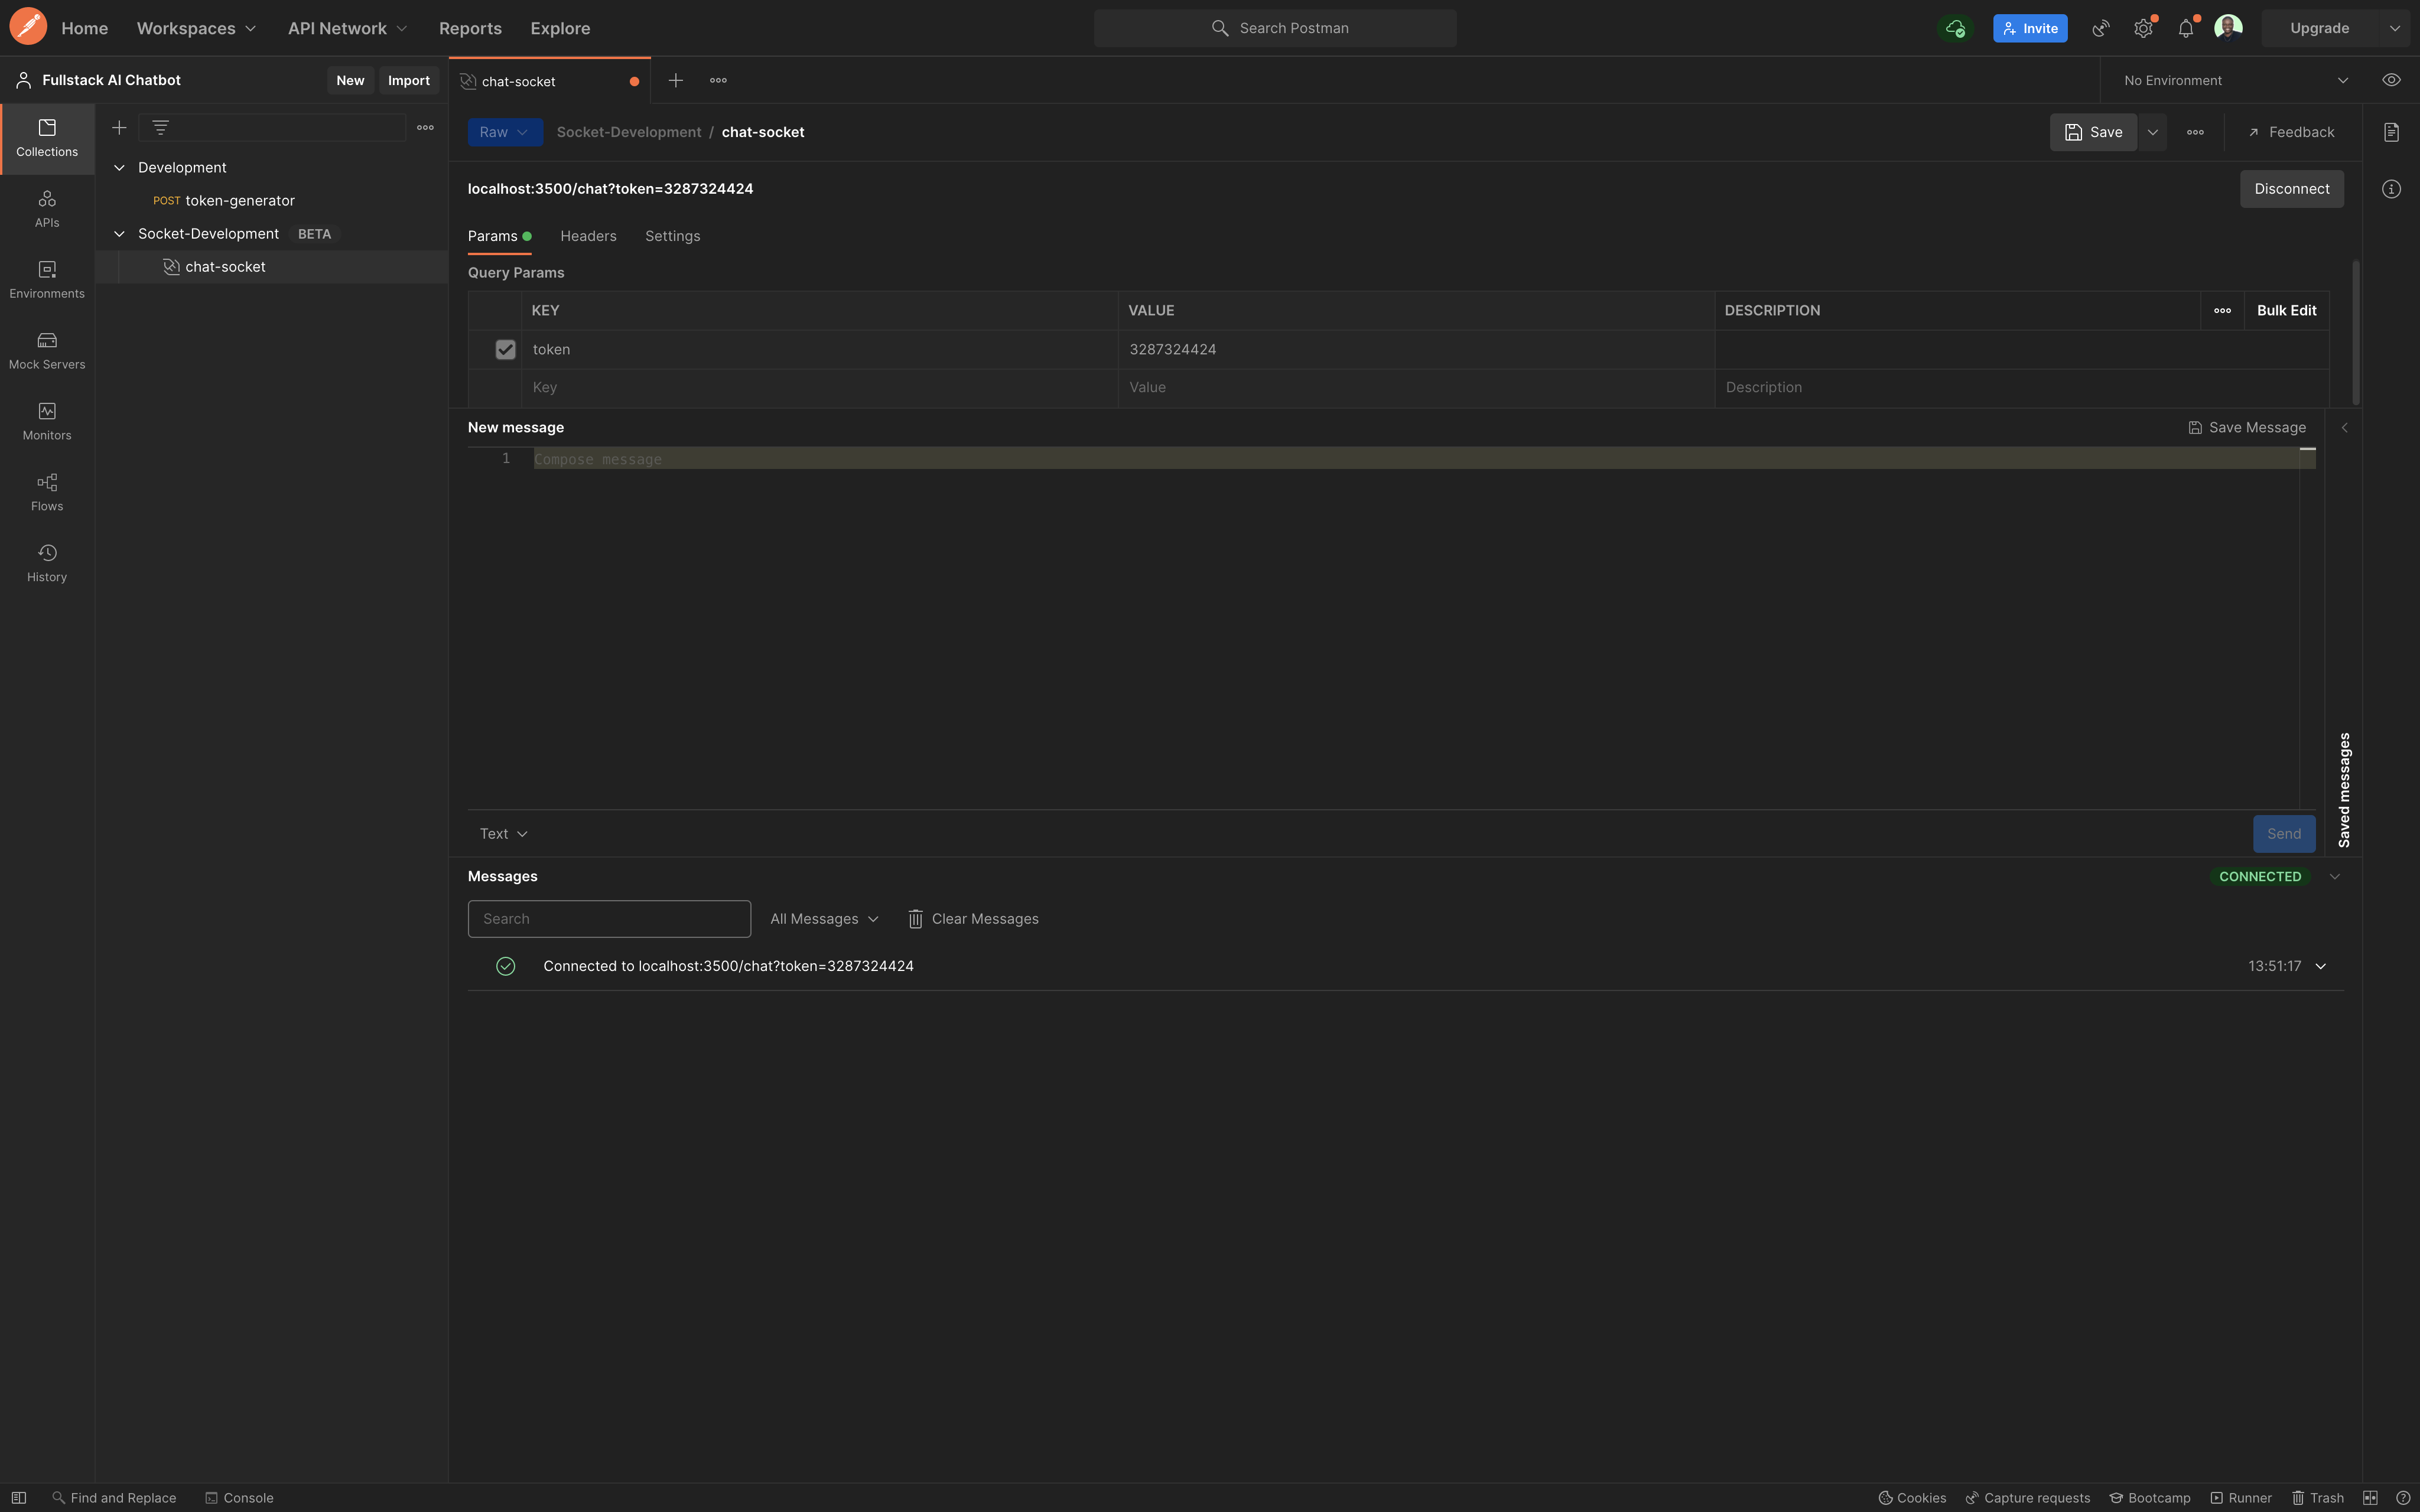 Home Workspaces API Network Reports Explore Search Postman Invite Upgrade
Fullstack AI Chatbot New Import chat-socket No Environment
Collections
APIs
Environments
Mock Servers
Monitors
Flows
History
Development
POST token-generator
Socket-Development BETA
chat-socket
Raw Socket-Development / chat-socket Save Feedback
localhost:3500/chat?token=3287324424 Disconnect
Params Headers Settings
Query Params
KEY VALUE DESCRIPTION Bulk Edit
token 3287324424
Key Value Description
New message Save Message
1 Compose message
Saved messages
Text Send
Messages CONNECTED
Search All Messages Clear Messages
Connected to localhost:3500/chat?token=3287324424 13:51:17
Find and Replace Console Cookies Capture requests Bootcamp Runner Trash